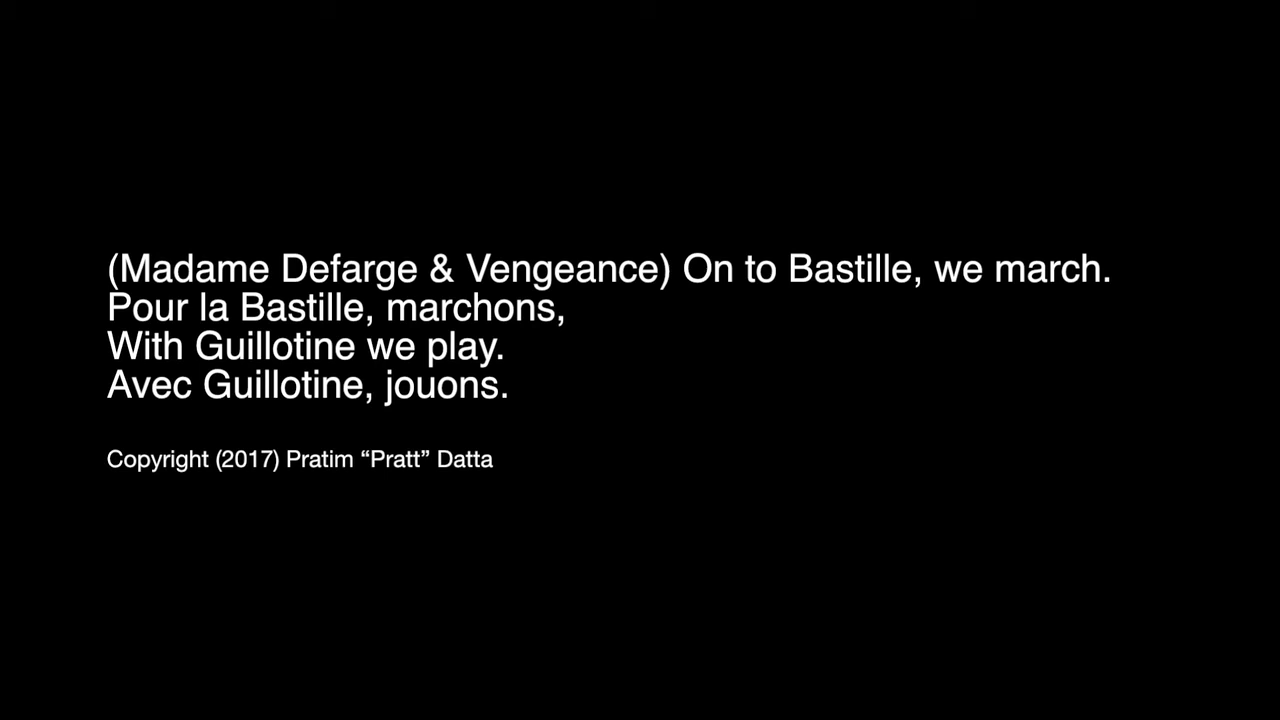 (Madame Defarge & Vengeance) On to Bastille, we march.
Pour la Bastille, marchons,
With Guillotine we play.
Avec Guillotine, jouons.
Copyright (2017) Pratim “Pratt” Datta